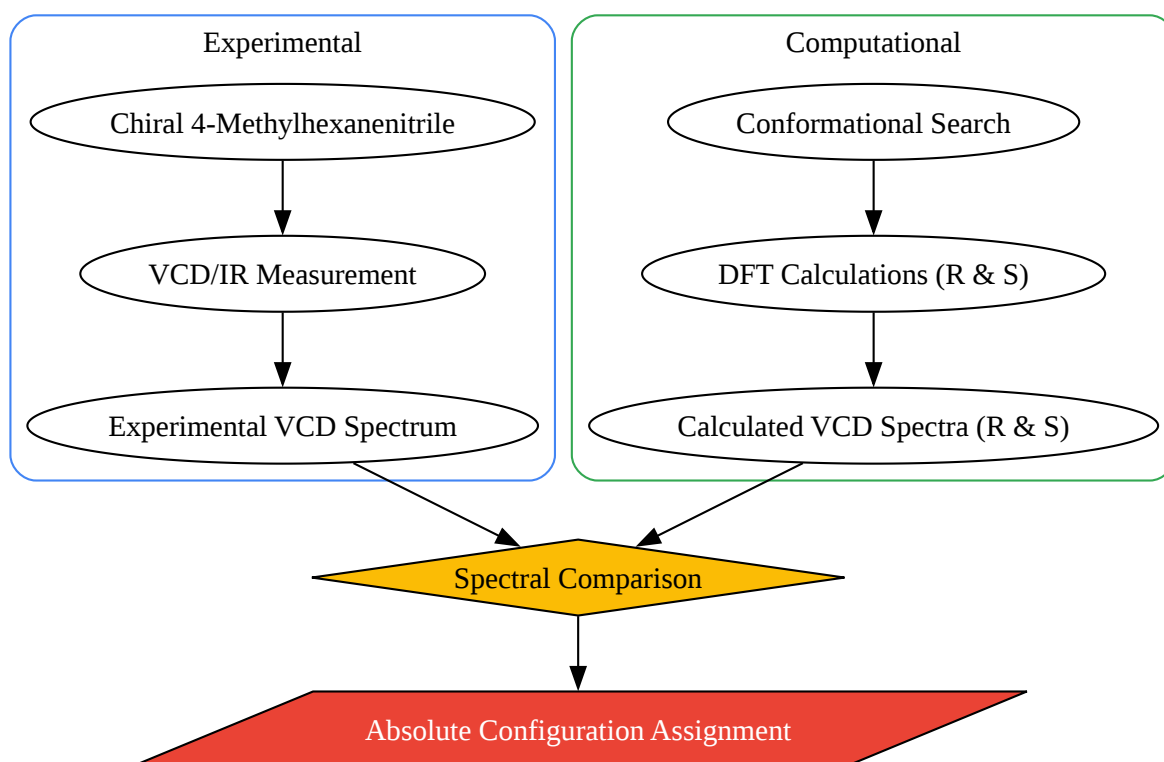 Experimental
Chiral 4-Methylhexanenitrile
VCD/IR Measurement
Experimental VCD Spectrum
Computational
Conformational Search
DFT Calculations (R & S)
Calculated VCD Spectra (R & S)
Spectral Comparison
Absolute Configuration Assignment